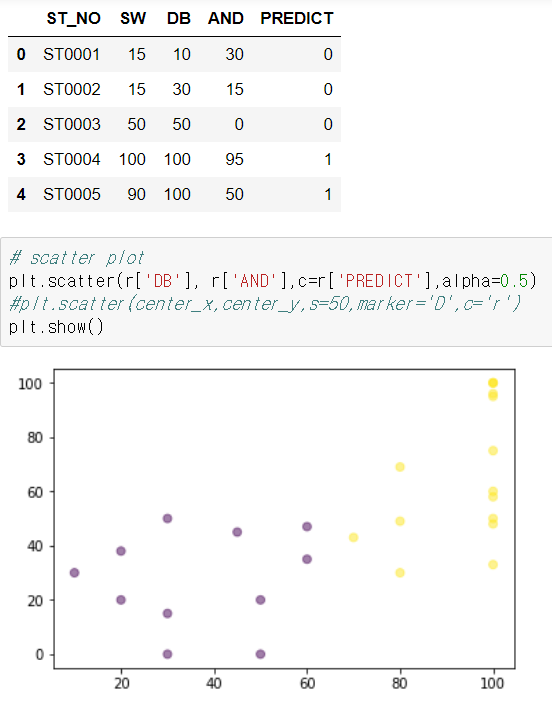 ST_NO SW DB AND PREDICT
0 ST0001 15 10 30 0
1 ST0002 15 30 15 0
2 ST0003 50 50 0 0
3 ST0004 100 100 95 1
4 ST0005 90 100 50 1
# scatter plot
plt.scatter(r['DB'], r['AND'],c=r['PREDICT'],alpha=0.5)
#plt.scatter(center_x,center_y,s=50,marker='D',c='r')
plt.show()
100
80
60
40
20
0
20 40 60 80 100